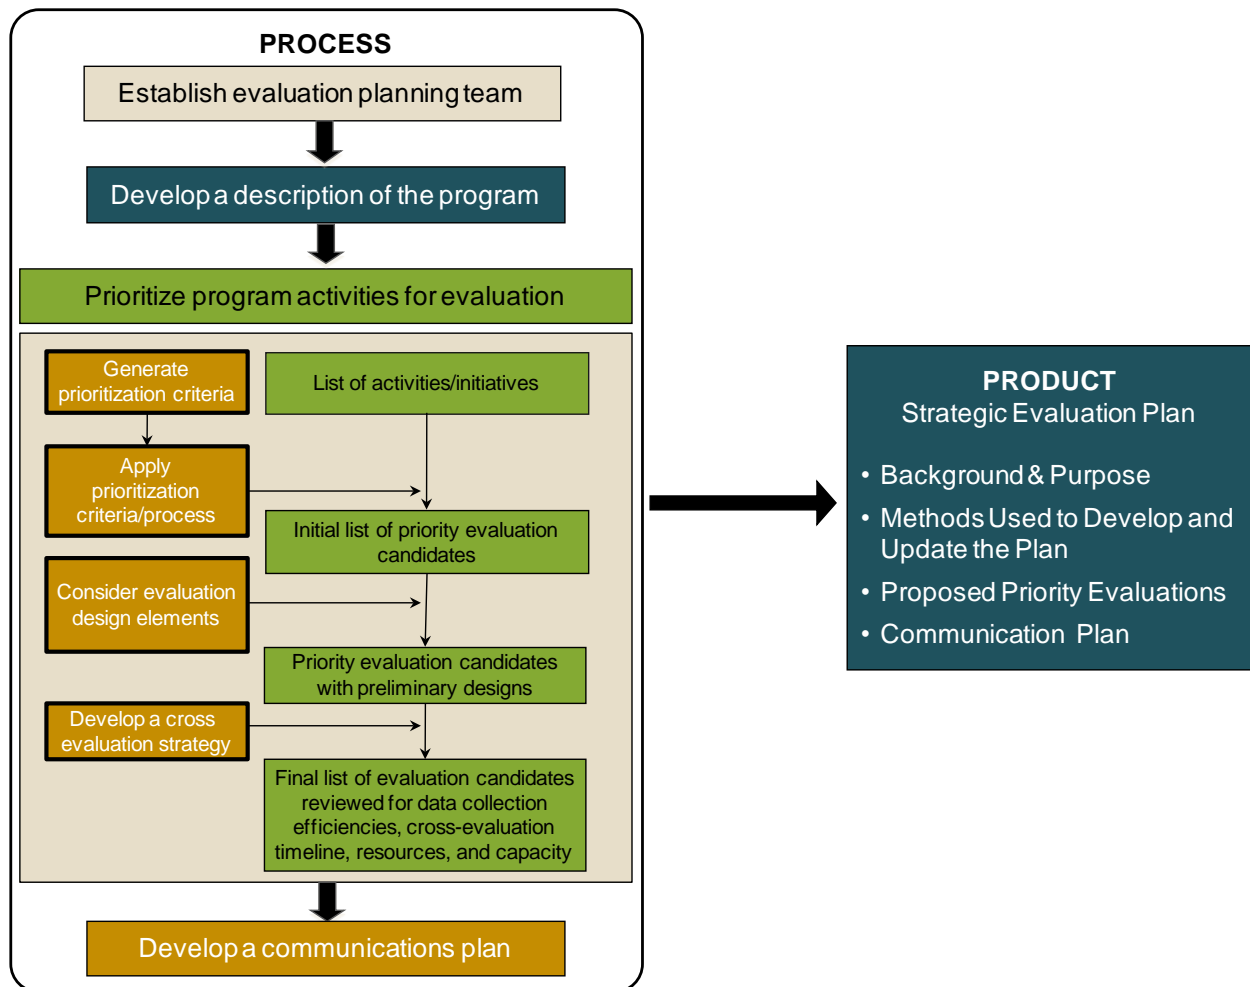 PROCESS
Establish evaluation planning team
Develop a description of the program
Prioritize program activities for evaluation
Generate
prioritization criteria
List of activities/initiatives
Apply
prioritization
criteria/process
Initial list of priority evaluation
candidates
Consider evaluation
design elements
Priority evaluation candidates
with preliminary designs
Develop a cross
evaluation strategy
Final list of evaluation candidates
reviewed for data collection
efficiencies, cross-evaluation
timeline, resources, and capacity
Develop a communications plan
PRODUCT
Strategic Evaluation Plan
• Background & Purpose
• Methods Used to Develop and
Update the Plan
• Proposed Priority Evaluations
• Communication Plan